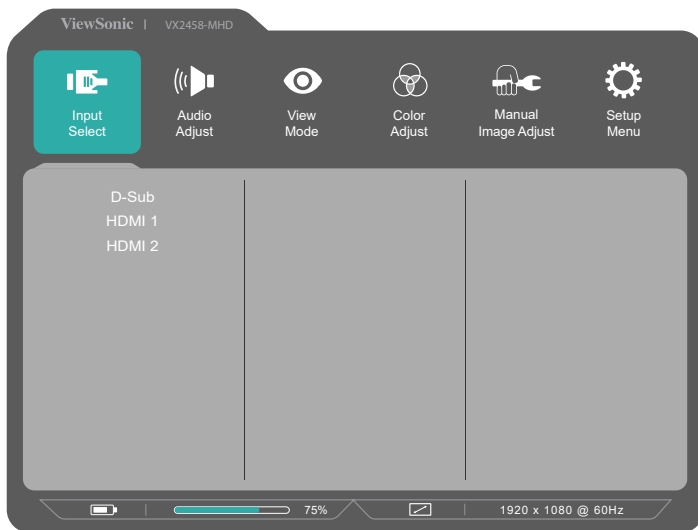 ViewSonic | VX2458-MHD
Input
Select
Audio
Adjust
View
Mode
Color
Adjust
Manual
Image Adjust
Setup
Menu
D-Sub
HDMI 1
HDMI 2
75%
1920 x 1080 @ 60Hz